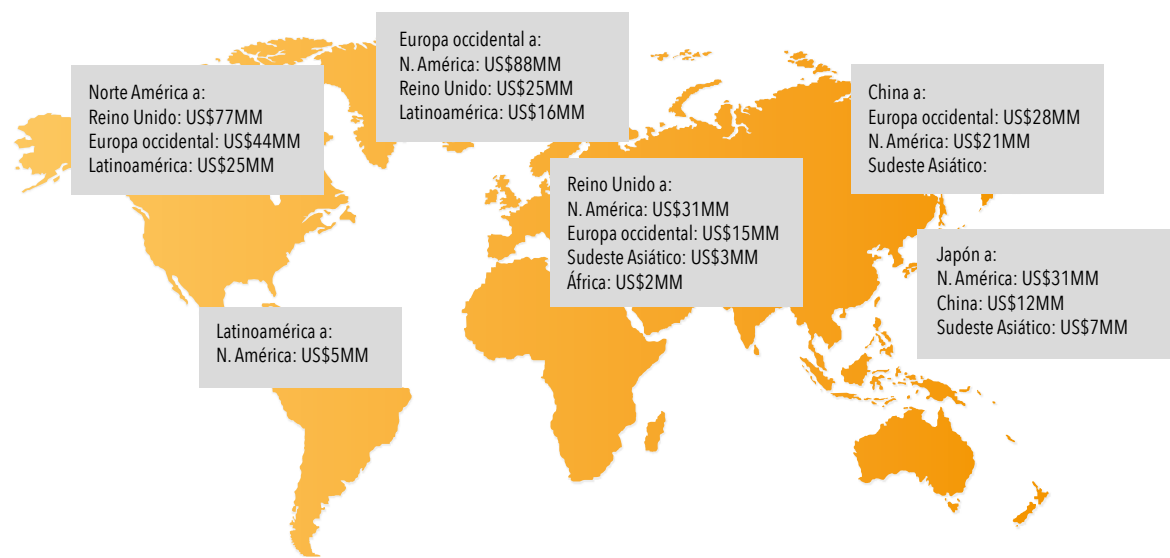 Norte América a:
Reino Unido: US$77MM
Europa occidental: US$44MM
Latinoamérica: US$25MM
Europa occidental a:
N. América: US$88MM
Reino Unido: US$25MM
Latinoamérica: US$16MM
China a:
Europa occidental: US$28MM
N. América: US$21MM
Sudeste Asiático:
Reino Unido a:
N. América: US$31MM
Europa occidental: US$15MM
Sudeste Asiático: US$3MM
África: US$2MM
Japón a:
N. América: US$31MM
China: US$12MM
Sudeste Asiático: US$7MM
Latinoamérica a:
N. América: US$5MM